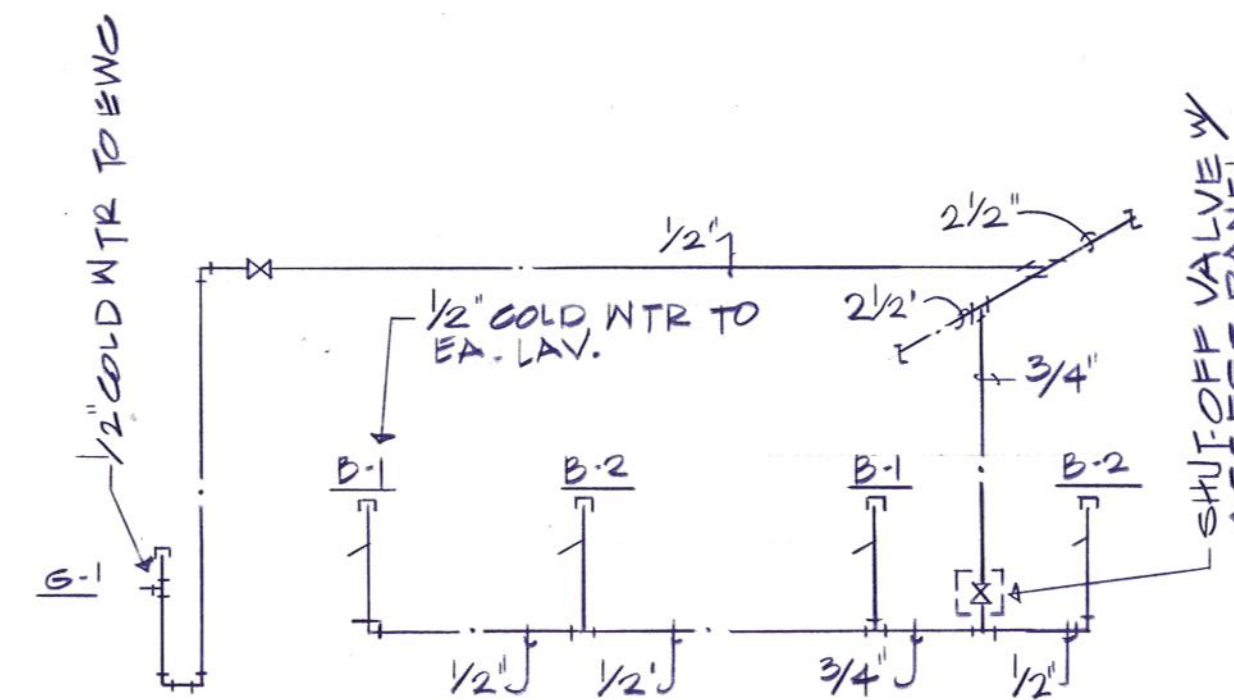 1/2" COLD WTR TO EWC
1/2"
2 1/2"
1/2" COLD WTR TO
EA. LAV.
2 1/2'
3/4"
SHUT-OFF VALVE W/
B-1
B-2
B-1
B-2
G-1
1/2"
1/2'
3/4"
1/2"